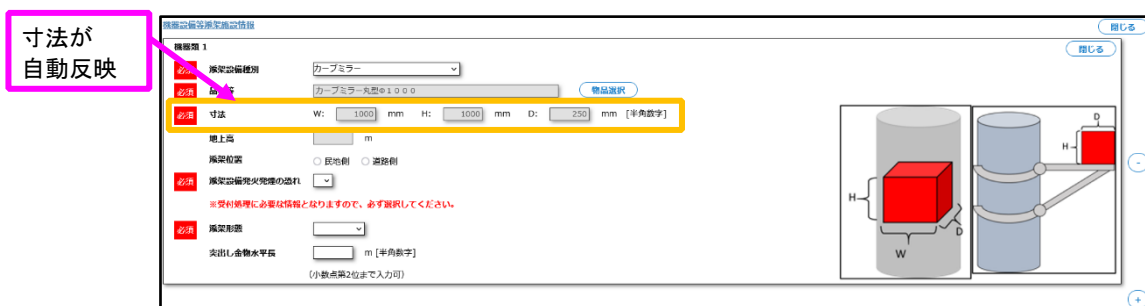 機器設備等添架施設情報
閉じる
寸法が
自動反映
機器類 1
閉じる
必須 添架設備種別 カーブミラー
必須 カーブミラー丸型Φ1000 物品選択
必須 寸法 W: 1000 mm H: 1000 mm D: 250 mm [半角数字]
地上高 m
添架位置 民地側 道路側
必須 添架設備発火発煙の恐れ
※受付処理に必要な情報となりますので、必ず選択してください。
必須 添架形態
突出し金物水平長 m [半角数字]
(小数点第2位まで入力可)
H
W
D
D
H
-
+